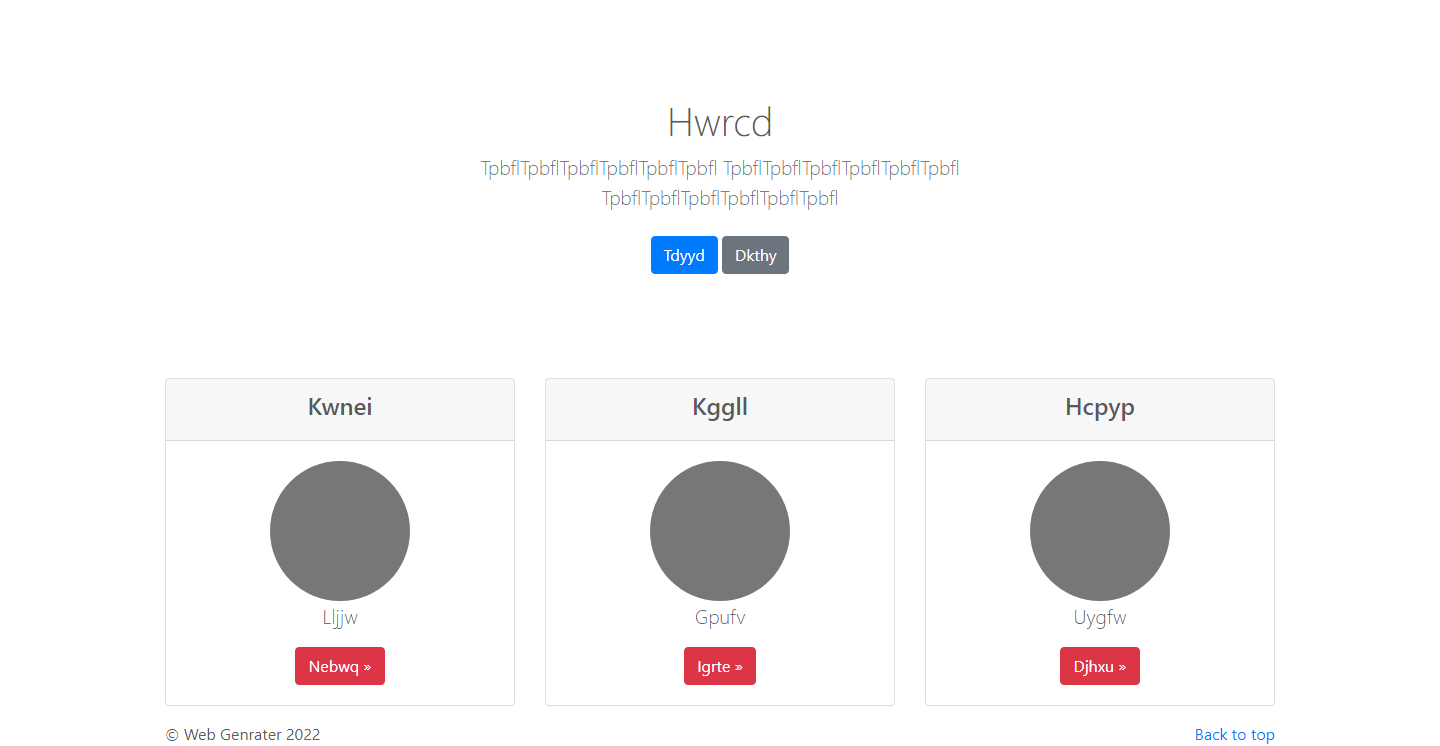 Hwrcd
TpbflTpbflTpbflTpbflTpbflTpbfl TpbflTpbflTpbflTpbflTpbflTpbfl
TpbflTpbflTpbflTpbflTpbflTpbfl
Tdyyd Dkthy
Kwnei Kggll Hcpyp
Lljjw Gpufv Uygfw
Nebwq » Igrte » Djhxu »
© Web Genrater 2022 Back to top